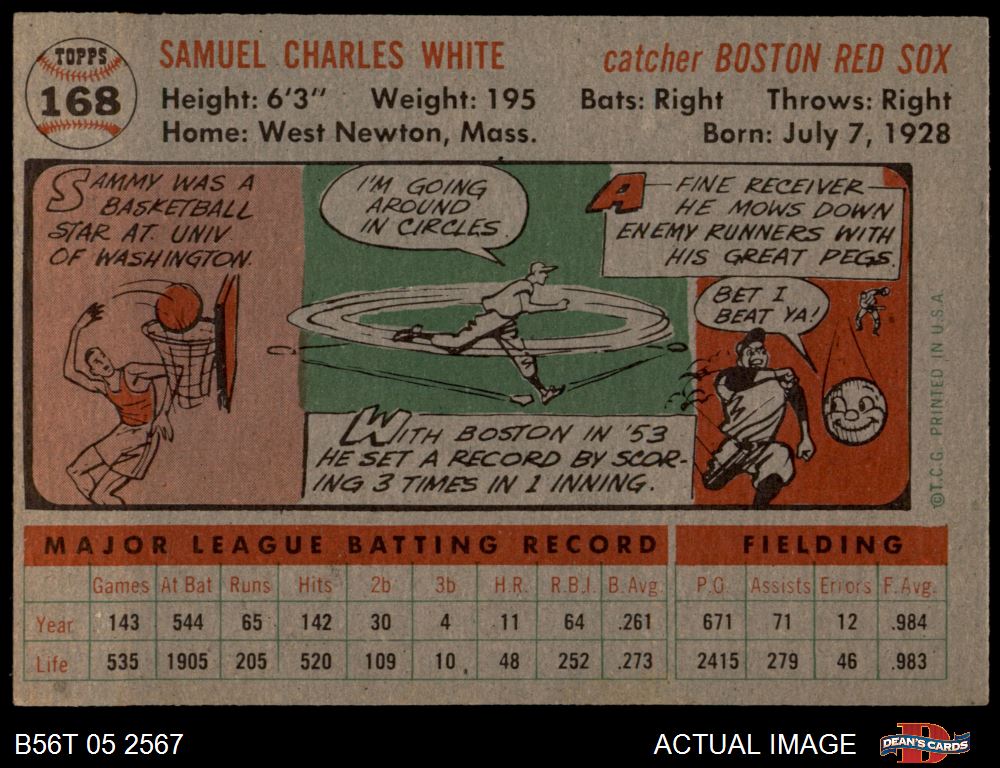 TOPPS
168
SAMUEL CHARLES WHITE
catcher BOSTON RED SOX
Height: 6'3" Weight: 195 Bats: Right Throws: Right
Home: West Newton, Mass. Born: July 7, 1928
SAMMY WAS A
BASKETBALL
STAR AT UNIV
OF WASHINGTON.
I'M GOING
AROUND
IN CIRCLES.
WITH BOSTON IN '53
HE SET A RECORD BY SCOR-
ING 3 TIMES IN 1 INNING.
A FINE RECEIVER—
HE MOWS DOWN
ENEMY RUNNERS WITH
HIS GREAT PEGS.
BET I
BEAT YA!
©T.C.G. PRINTED IN U.S.A.
MAJOR LEAGUE BATTING RECORD FIELDING
Games At Bat Runs Hits 2b 3b H.R. R.B.I. B. Avg. P.O. Assists Errors F. Avg.
Year 143 544 65 142 30 4 11 64 .261 671 71 12 .984
Life 535 1905 205 520 109 10 48 252 .273 2415 279 46 .983
B56T 05 2567
ACTUAL IMAGE
DEAN'S CARDS